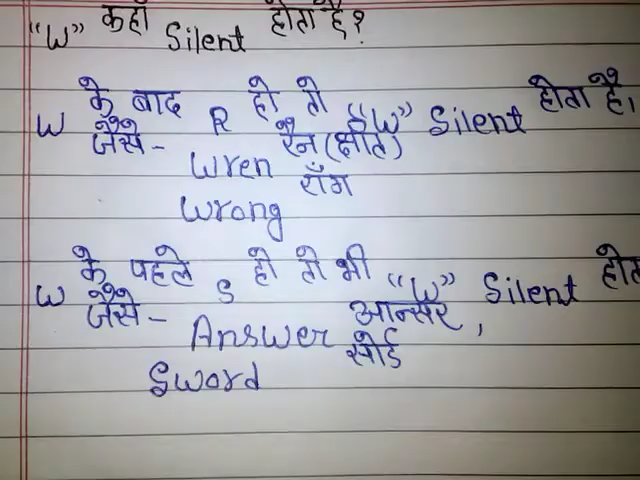 "W" कहाँ Silent होता है?
W के बाद R हो तो "W" Silent होता है।
जैसे- Wren रैन (क्षीत)
Wrong राँग
W के पहले S हो तो भी "W" Silent होत
जैसे- Answer आन्सर,
Sword सोर्ड